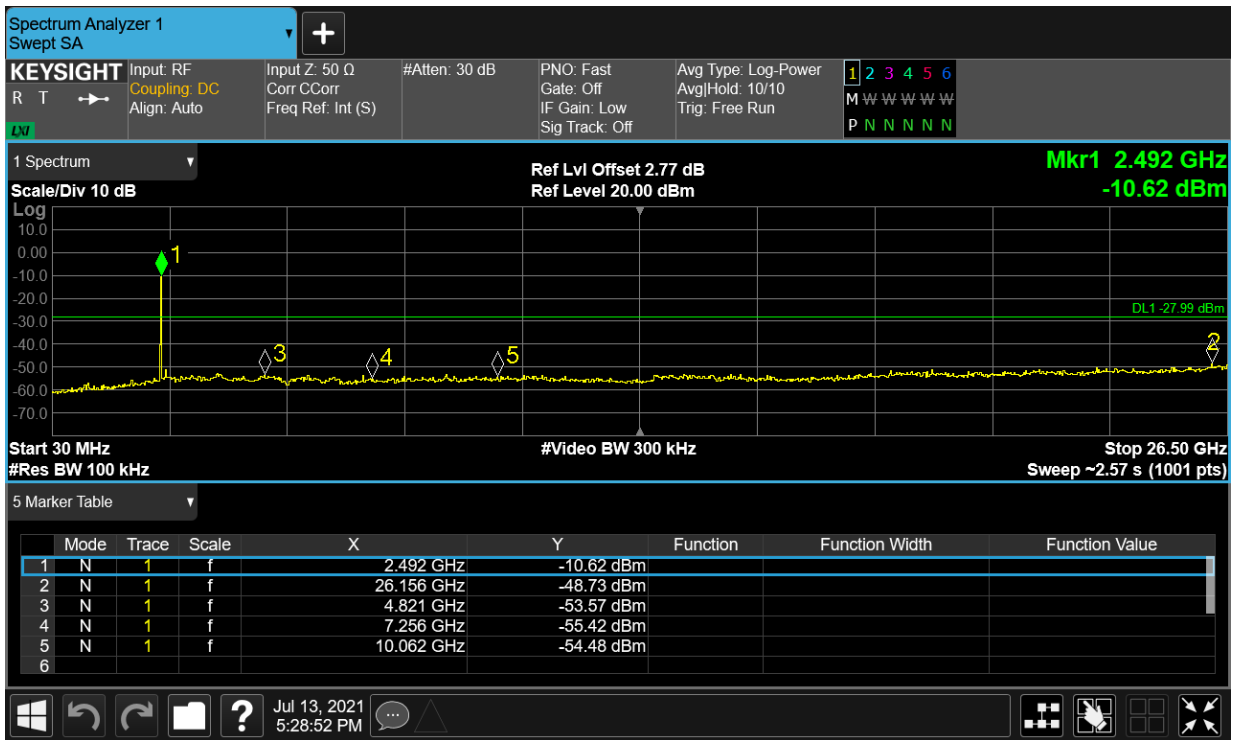 Spectrum Analyzer 1
Swept SA
+
KEYSIGHT
R T
LXI
Input: RF
Coupling: DC
Align: Auto
Input Z: 50 Ω
Corr CCorr
Freq Ref: Int (S)
#Atten: 30 dB
PNO: Fast
Gate: Off
IF Gain: Low
Sig Track: Off
Avg Type: Log-Power
Avg|Hold: 10/10
Trig: Free Run
1 2 3 4 5 6
M W W W W W
P N N N N N
1 Spectrum
Scale/Div 10 dB
Ref Lvl Offset 2.77 dB
Ref Level 20.00 dBm
Mkr1 2.492 GHz
-10.62 dBm
Log
10.0
0.00
-10.0
-20.0
-30.0
-40.0
-50.0
-60.0
-70.0
1
3
4
5
2
DL1 -27.99 dBm
Start 30 MHz
#Res BW 100 kHz
#Video BW 300 kHz
Stop 26.50 GHz
Sweep ~2.57 s (1001 pts)
5 Marker Table
Mode Trace Scale X Y Function Function Width Function Value
1 N 1 f 2.492 GHz -10.62 dBm
2 N 1 f 26.156 GHz -48.73 dBm
3 N 1 f 4.821 GHz -53.57 dBm
4 N 1 f 7.256 GHz -55.42 dBm
5 N 1 f 10.062 GHz -54.48 dBm
6
?
Jul 13, 2021
5:28:52 PM